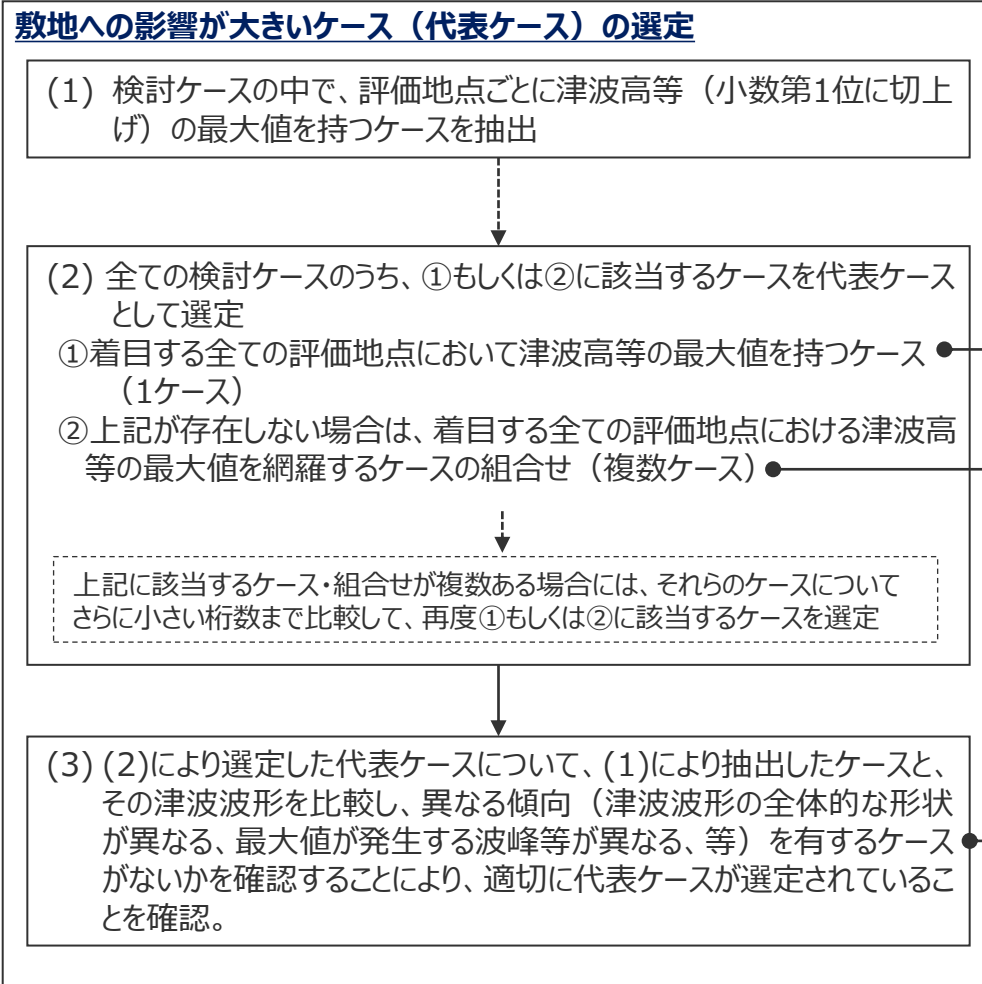 敷地への影響が大きいケース（代表ケース）の選定
(1) 検討ケースの中で、評価地点ごとに津波高等（小数第1位に切上
げ）の最大値を持つケースを抽出
(2) 全ての検討ケースのうち、①もしくは②に該当するケースを代表ケース
として選定
①着目する全ての評価地点において津波高等の最大値を持つケース
（1ケース）
②上記が存在しない場合は、着目する全ての評価地点における津波高
等の最大値を網羅するケースの組合せ（複数ケース）
上記に該当するケース・組合せが複数ある場合には、それらのケースについて
さらに小さい桁数まで比較して、再度①もしくは②に該当するケースを選定
(3) (2)により選定した代表ケースについて、(1)により抽出したケースと、
その津波波形を比較し、異なる傾向（津波波形の全体的な形状
が異なる、最大値が発生する波峰等が異なる、等）を有するケース
がないかを確認することにより、適切に代表ケースが選定されているこ
とを確認。